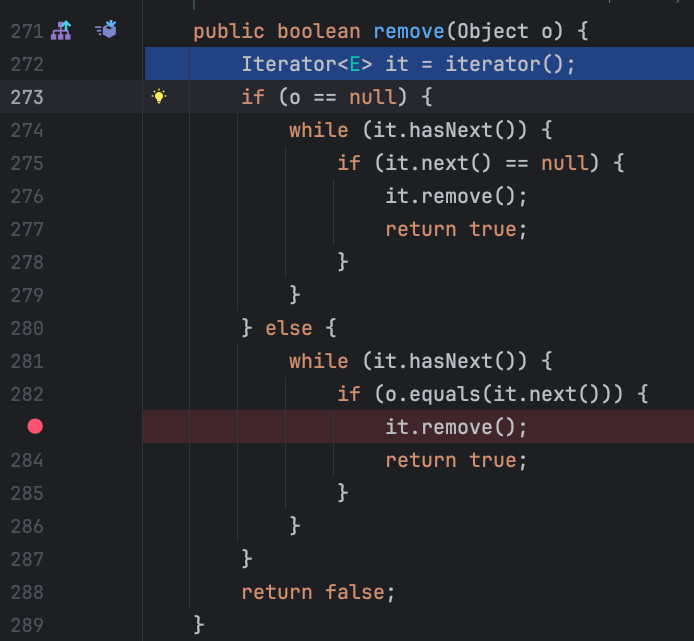 271 public boolean remove(Object o) {
272 Iterator<E> it = iterator();
273 if (o == null) {
274 while (it.hasNext()) {
275 if (it.next() == null) {
276 it.remove();
277 return true;
278 }
279 }
280 } else {
281 while (it.hasNext()) {
282 if (o.equals(it.next())) {
it.remove();
284 return true;
285 }
286 }
287 }
288 return false;
289 }